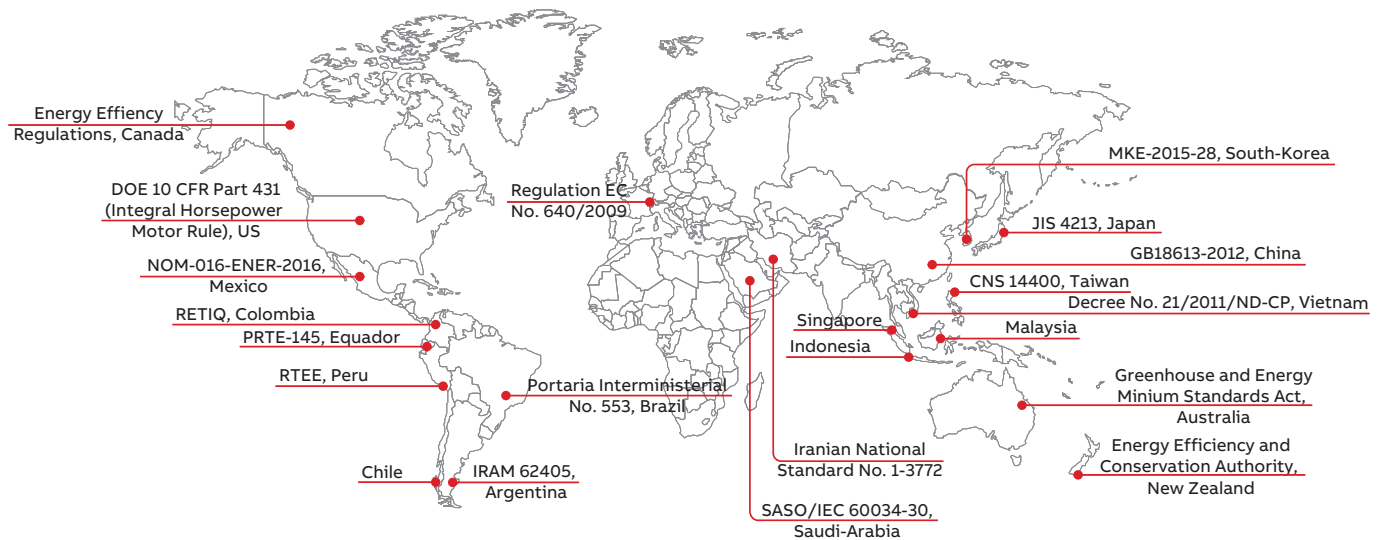 Energy Effiency
Regulations, Canada
DOE 10 CFR Part 431
(Integral Horsepower
Motor Rule), US
NOM-016-ENER-2016,
Mexico
RETIQ, Colombia
PRTE-145, Equador
RTEE, Peru
Portaria Interministerial
No. 553, Brazil
Chile
IRAM 62405,
Argentina
Regulation EC
No. 640/2009
MKE-2015-28, South-Korea
JIS 4213, Japan
GB18613-2012, China
CNS 14400, Taiwan
Decree No. 21/2011/ND-CP, Vietnam
Singapore
Malaysia
Indonesia
Greenhouse and Energy
Minium Standards Act,
Australia
Energy Efficiency and
Conservation Authority,
New Zealand
Iranian National
Standard No. 1-3772
SASO/IEC 60034-30,
Saudi-Arabia